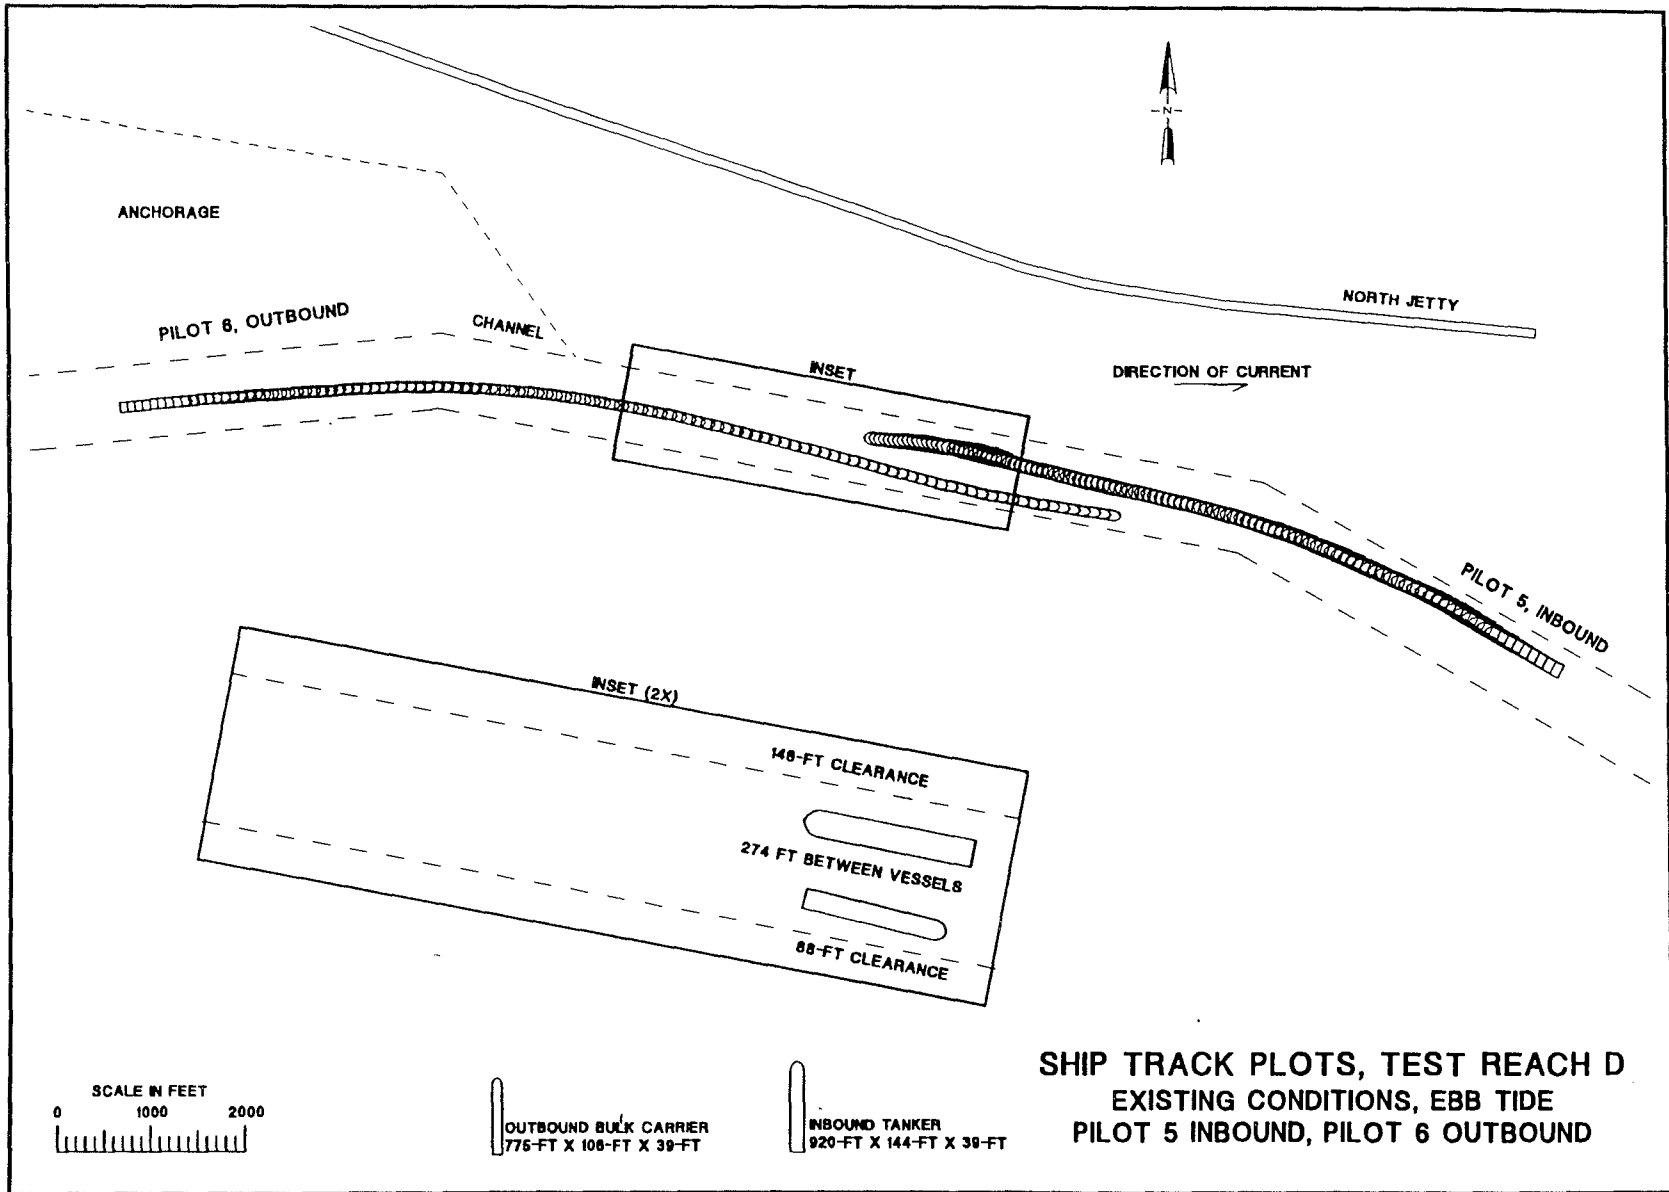 N
ANCHORAGE
NORTH JETTY
PILOT 6, OUTBOUND
CHANNEL
INSET
DIRECTION OF CURRENT
PILOT 5, INBOUND
INSET (2X)
148-FT CLEARANCE
274 FT BETWEEN VESSELS
88-FT CLEARANCE
SCALE IN FEET
0 1000 2000
OUTBOUND BULK CARRIER
775-FT X 106-FT X 39-FT
INBOUND TANKER
920-FT X 144-FT X 39-FT
SHIP TRACK PLOTS, TEST REACH D
EXISTING CONDITIONS, EBB TIDE
PILOT 5 INBOUND, PILOT 6 OUTBOUND